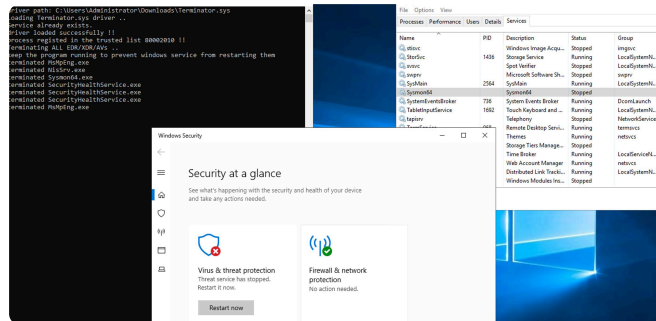 driver path: C:\Users\Administrator\Downloads\Terminator.sys
Loading Terminator.sys driver ..
Service already exists.
driver loaded successfully !!
process registed in the trusted list 80002010 !!
Terminating ALL EDR/XDR/AVs ..
keep the program running to prevent windows service from restarting them
terminated MsMpEng.exe
terminated NisSrv.exe
terminated Sysmon64.exe
terminated SecurityHealthService.exe
terminated SecurityHealthService.exe
terminated SecurityHealthService.exe
terminated MsMpEng.exe
File Options View
Processes Performance Users Details Services
Name PID Description Status Group
stisvc Windows Image Acqu... Stopped imgsvc
StorSvc 1436 Storage Service Running LocalSystemN...
svsvc Spot Verifier Stopped LocalSystemN...
swprv Microsoft Software Sh... Stopped swprv
SysMain 2564 SysMain Running LocalSystemN...
Sysmon64 Sysmon64 Stopped
SystemEventsBroker 736 System Events Broker Running DcomLaunch
TabletInputService 1692 Touch Keyboard and ... Running LocalSystemN...
tapisrv Telephony Stopped NetworkService
Remote Desktop Servi... Running termsvcs
Themes Running netsvcs
Storage Tiers Manage... Stopped
Time Broker Running LocalServiceN...
Web Account Manager Running netsvcs
Distributed Link Tracki... Running LocalSystemN...
Windows Modules Ins... Stopped
Windows Security
Security at a glance
See what's happening with the security and health of your device
and take any actions needed.
Virus & threat protection
Threat service has stopped.
Restart it now.
Restart now
Firewall & network
protection
No action needed.